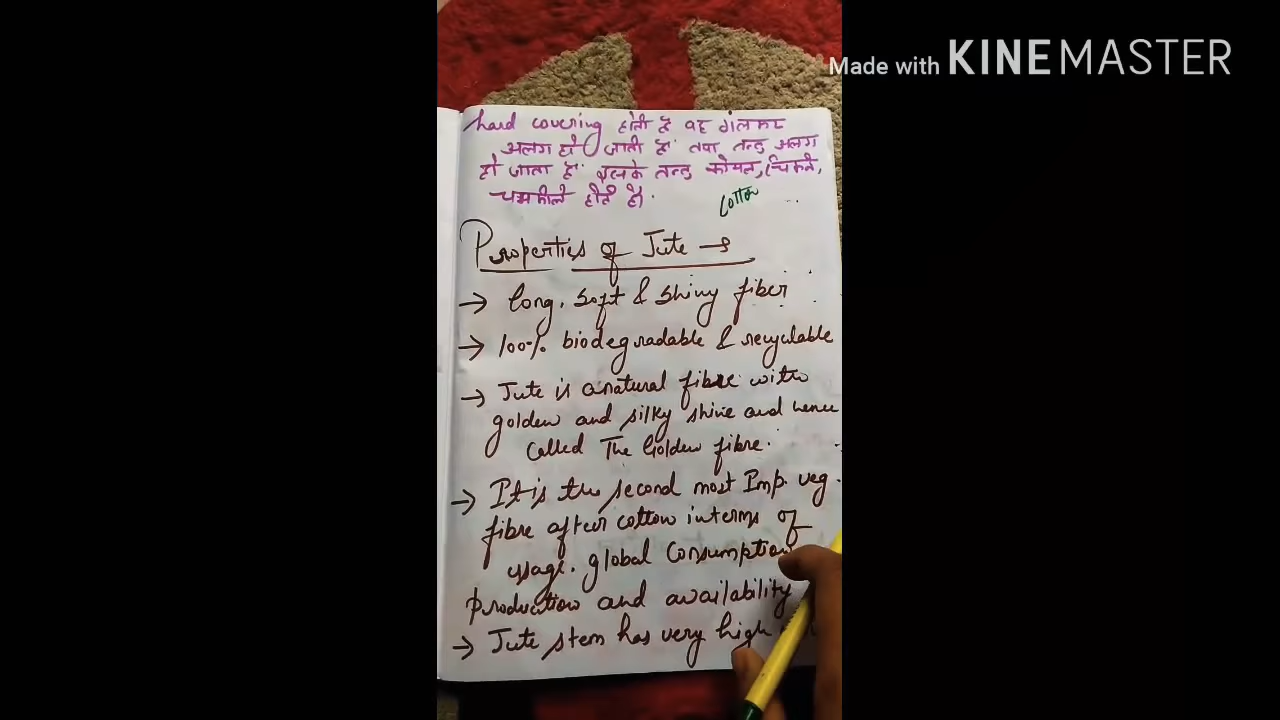 Made with KINEMASTER
hard covering होती है वह गलकर
अलग हो जाती है। तथा तन्तु अलग
हो जाता है। इसके तन्तु कोमल, चिकने,
चमकीले होते है।
Cotton
Properties of Jute →
→ long, soft & shiny fiber
→ 100% biodegradable & recyclable
→ Jute is a natural fibre with
golden and silky shine and hence
called The Golden fibre.
→ It is the second most Imp. veg.
fibre after cotton interms of
usage. global Consumption
production and availability
→ Jute stem has very high